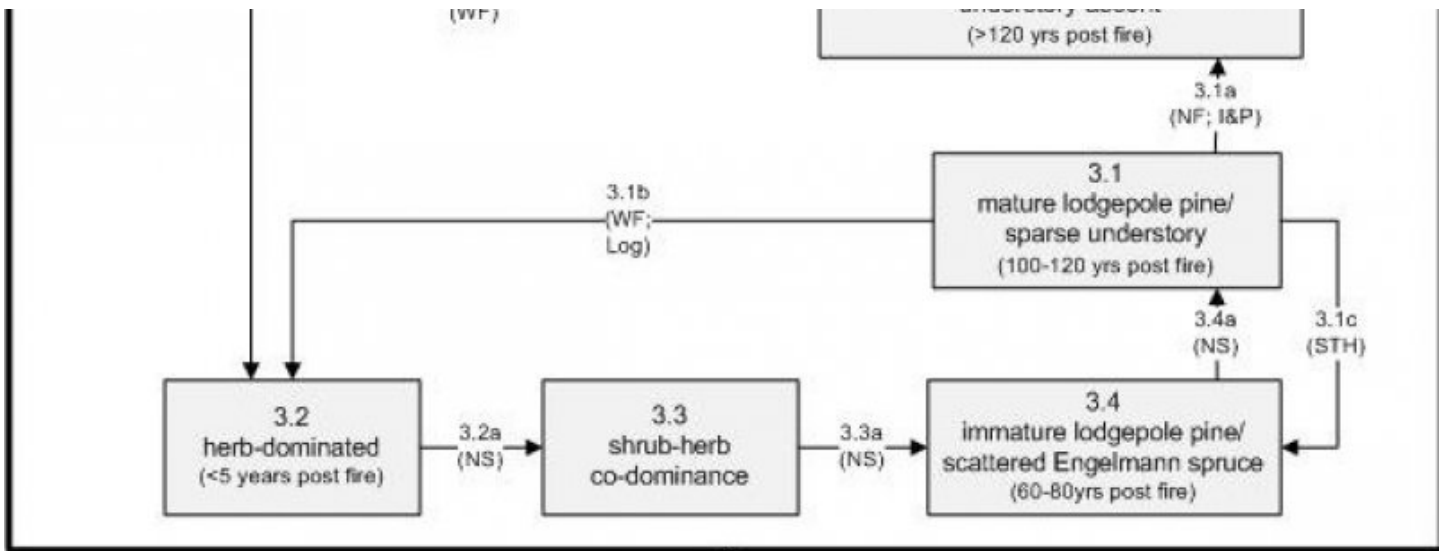 (WF)
understory absent
(>120 yrs post fire)
3.1a
(NF; I&P)
3.1
mature lodgepole pine/
sparse understory
(100-120 yrs post fire)
3.1b
(WF;
Log)
3.4a
(NS)
3.1c
(STH)
3.2
herb-dominated
(<5 years post fire)
3.2a
(NS)
3.3
shrub-herb
co-dominance
3.3a
(NS)
3.4
immature lodgepole pine/
scattered Engelmann spruce
(60-80yrs post fire)